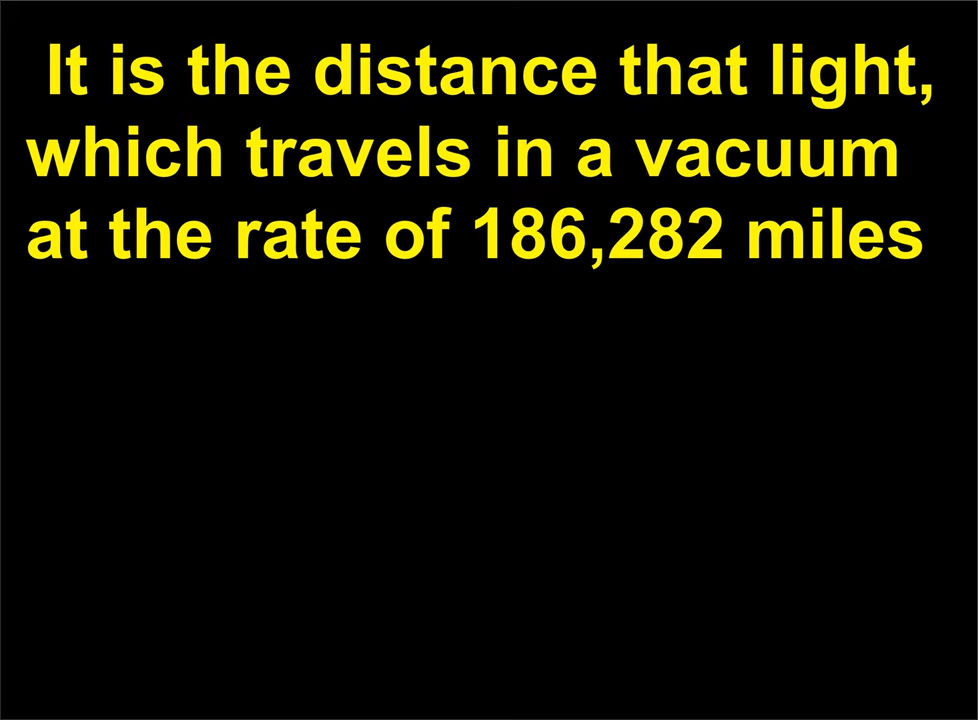 It is the distance that light,
which travels in a vacuum
at the rate of 186,282 miles